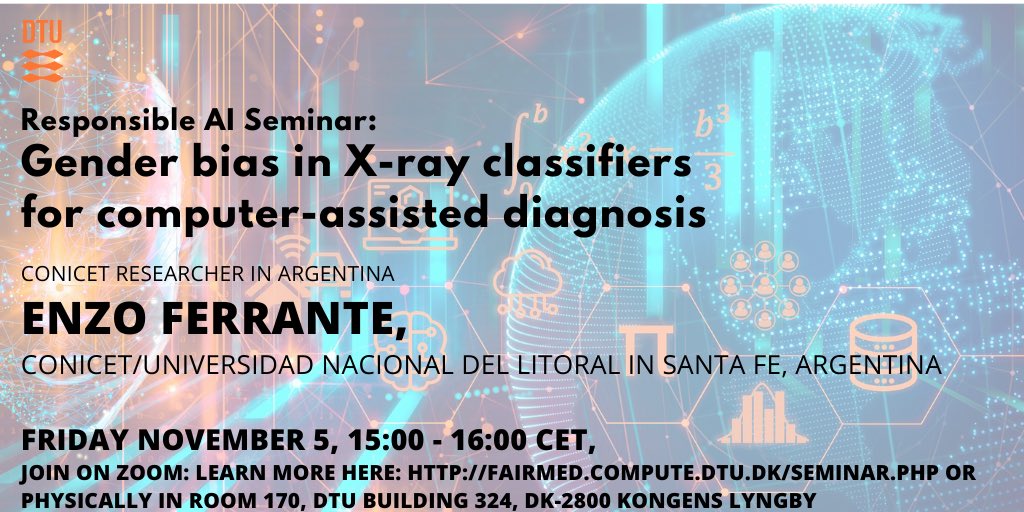 DTU
Responsible AI Seminar:
Gender bias in X-ray classifiers
for computer-assisted diagnosis
CONICET RESEARCHER IN ARGENTINA
ENZO FERRANTE,
CONICET/UNIVERSIDAD NACIONAL DEL LITORAL IN SANTA FE, ARGENTINA
FRIDAY NOVEMBER 5, 15:00 - 16:00 CET,
JOIN ON ZOOM: LEARN MORE HERE: HTTP://FAIRMED.COMPUTE.DTU.DK/SEMINAR.PHP OR
PHYSICALLY IN ROOM 170, DTU BUILDING 324, DK-2800 KONGENS LYNGBY